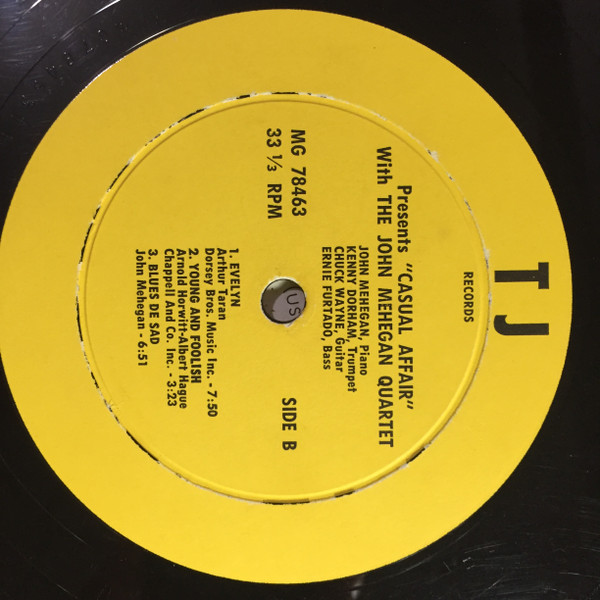 TJ
RECORDS
Presents "CASUAL AFFAIR"
With THE JOHN MEHEGAN QUARTET
JOHN MEHEGAN, Piano
KENNY DORHAM, Trumpet
CHUCK WAYNE, Guitar
ERNIE FURTADO, Bass
MG 78463
33 1/3 RPM
SIDE B
1. EVELYN
Arthur Taran
Dorsey Bros. Music Inc. - 7:50
2. YOUNG AND FOOLISH
Arnold Horwitt-Albert Hague
Chappell And Co. Inc. - 3:23
3. BLUES DE SAD
John Mehegan - 6:51
US